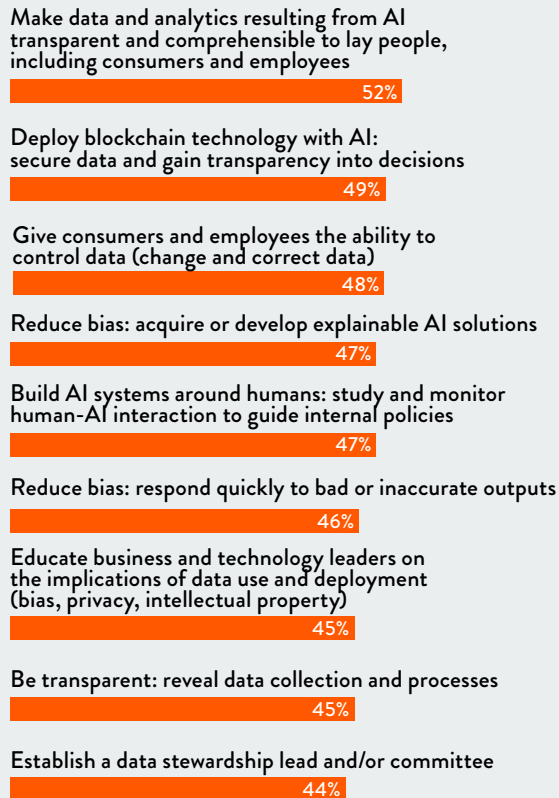 Make data and analytics resulting from AI
transparent and comprehensible to lay people,
including consumers and employees
52%
Deploy blockchain technology with AI:
secure data and gain transparency into decisions
49%
Give consumers and employees the ability to
control data (change and correct data)
48%
Reduce bias: acquire or develop explainable AI solutions
47%
Build AI systems around humans: study and monitor
human-AI interaction to guide internal policies
47%
Reduce bias: respond quickly to bad or inaccurate outputs
46%
Educate business and technology leaders on
the implications of data use and deployment
(bias, privacy, intellectual property)
45%
Be transparent: reveal data collection and processes
45%
Establish a data stewardship lead and/or committee
44%